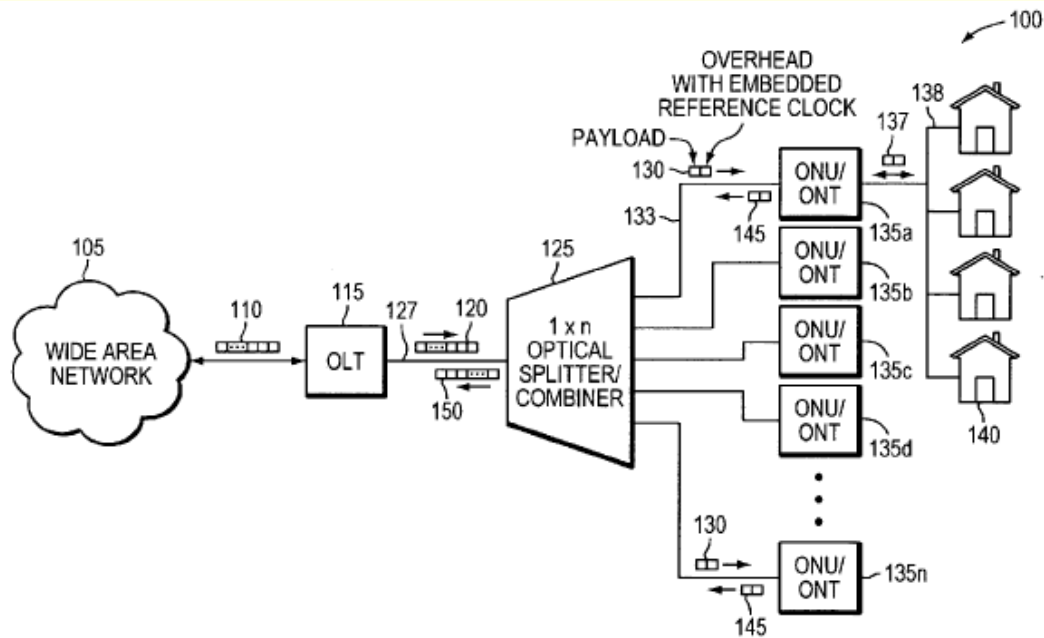 100
OVERHEAD
WITH EMBEDDED
REFERENCE CLOCK
PAYLOAD
138
137
130
ONU/
ONT
133
145
135a
105
125
ONU/
ONT
135b
110
115
127
120
WIDE AREA
NETWORK
OLT
1 x n
OPTICAL
SPLITTER/
COMBINER
ONU/
ONT
135c
150
ONU/
ONT
135d
140
130
ONU/
ONT
135n
145